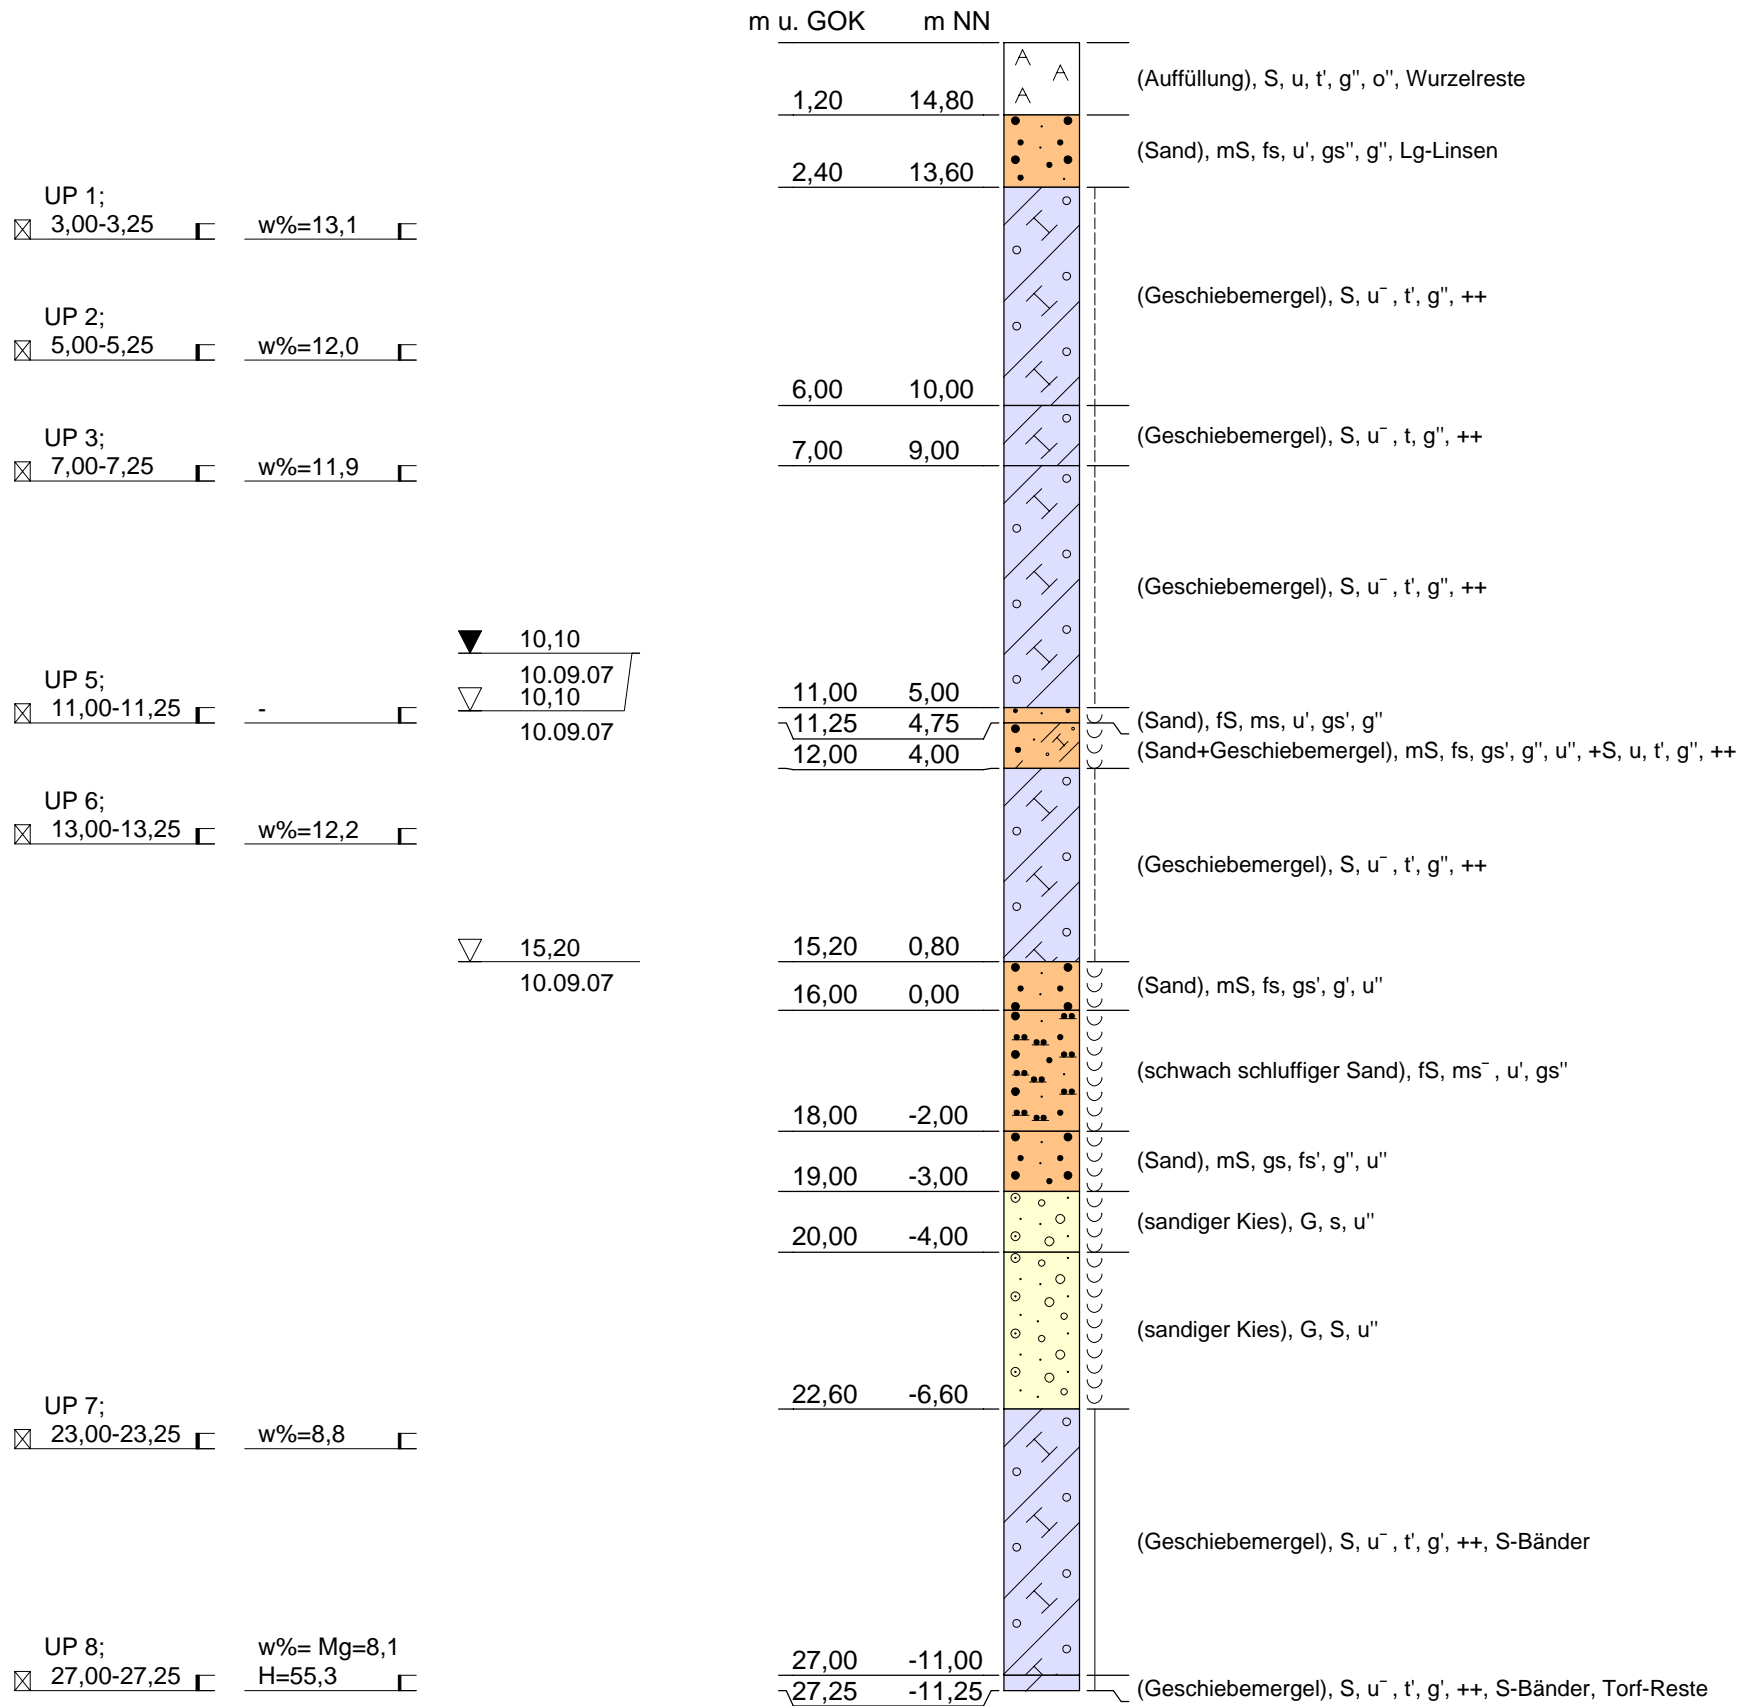 m u. GOK m NN
(Auffüllung), S, u, t', g'', o'', Wurzelreste
1,20 14,80
(Sand), mS, fs, u', gs'', g'', Lg-Linsen
2,40 13,60
UP 1;
3,00-3,25 w%=13,1
(Geschiebemergel), S, u¯ , t', g'', ++
UP 2;
5,00-5,25 w%=12,0
6,00 10,00
(Geschiebemergel), S, u¯ , t, g'', ++
UP 3;
7,00-7,25 w%=11,9
7,00 9,00
(Geschiebemergel), S, u¯ , t', g'', ++
10,10
10.09.07
10,10
10.09.07
UP 5;
11,00-11,25 -
11,00 5,00
(Sand), fS, ms, u', gs', g''
11,25 4,75
(Sand+Geschiebemergel), mS, fs, gs', g'', u'', +S, u, t', g'', ++
12,00 4,00
UP 6;
13,00-13,25 w%=12,2
(Geschiebemergel), S, u¯ , t', g'', ++
15,20
10.09.07
15,20 0,80
(Sand), mS, fs, gs', g', u''
16,00 0,00
(schwach schluffiger Sand), fS, ms¯ , u', gs''
18,00 -2,00
(Sand), mS, gs, fs', g'', u''
19,00 -3,00
(sandiger Kies), G, s, u''
20,00 -4,00
(sandiger Kies), G, S, u''
22,60 -6,60
UP 7;
23,00-23,25 w%=8,8
(Geschiebemergel), S, u¯ , t', g', ++, S-Bänder
UP 8; w%= Mg=8,1
27,00-27,25 H=55,3
27,00 -11,00
27,25 -11,25
(Geschiebemergel), S, u¯ , t', g', ++, S-Bänder, Torf-Reste